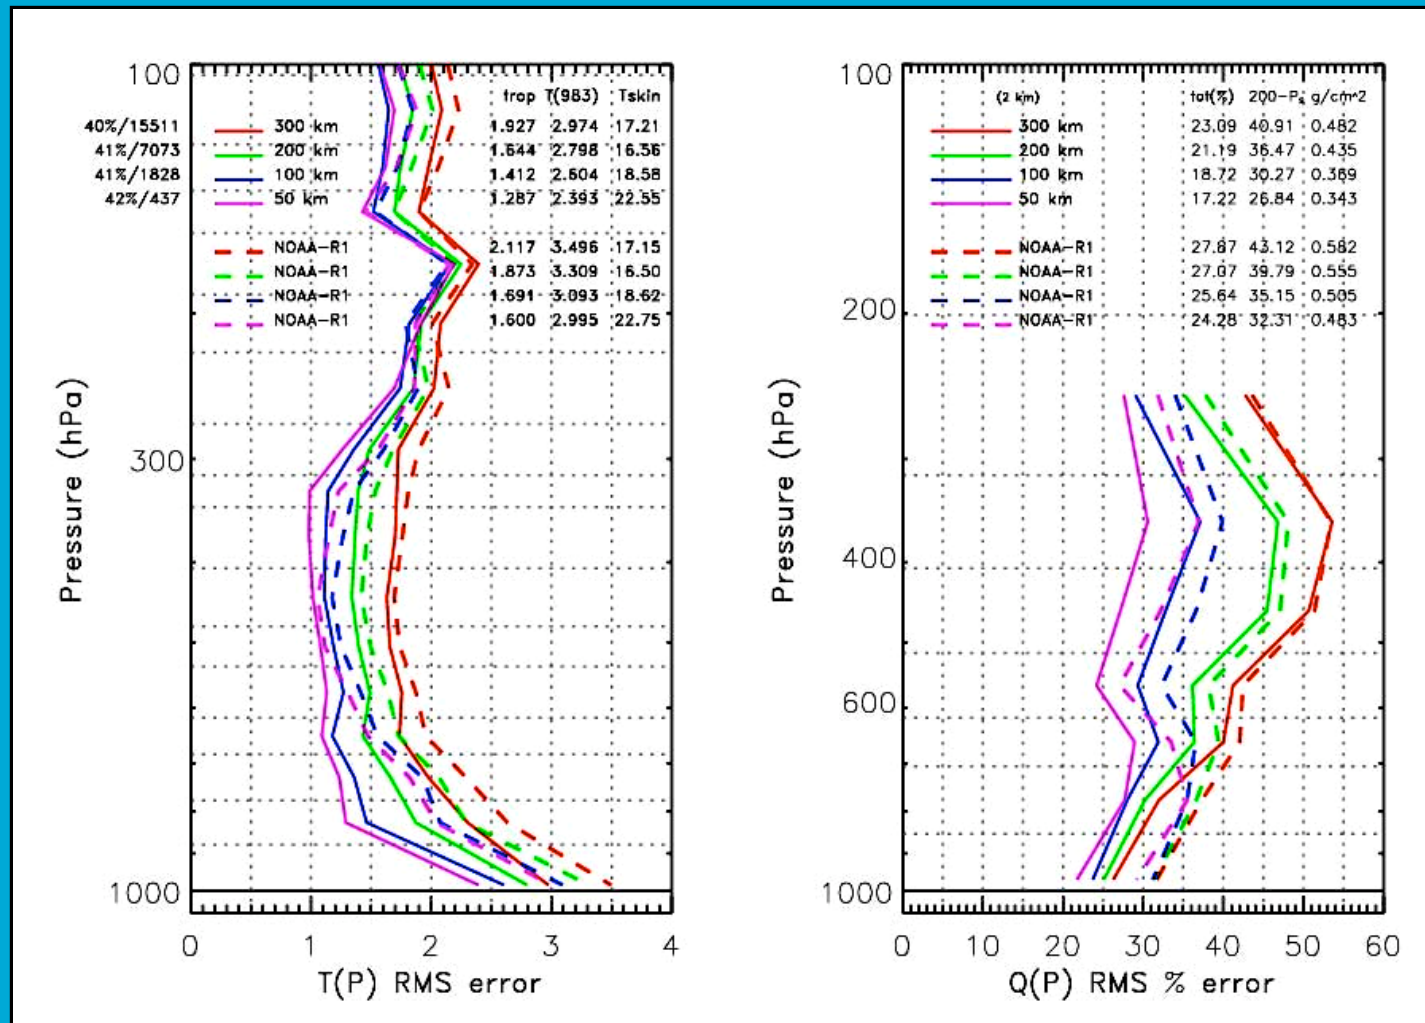 100
trop T(983) Tskin
40%/15511 300 km 1.927 2.974 17.21
41%/7073 200 km 1.644 2.798 16.56
41%/1828 100 km 1.412 2.604 18.58
42%/437 50 km 1.287 2.393 22.55
NOAA-R1 2.117 3.496 17.15
NOAA-R1 1.873 3.309 16.50
NOAA-R1 1.691 3.093 18.62
NOAA-R1 1.600 2.995 22.75
Pressure (hPa)
300
1000
0 1 2 3 4
T(P) RMS error
100
(2 km) tot(%) 200-Ps g/cm^2
300 km 23.09 40.91 0.482
200 km 21.19 36.47 0.435
100 km 18.72 30.27 0.369
50 km 17.22 26.84 0.343
NOAA-R1 27.87 43.12 0.582
NOAA-R1 27.07 39.79 0.555
NOAA-R1 25.64 35.15 0.505
NOAA-R1 24.28 32.31 0.483
200
Pressure (hPa)
400
600
1000
0 10 20 30 40 50 60
Q(P) RMS % error